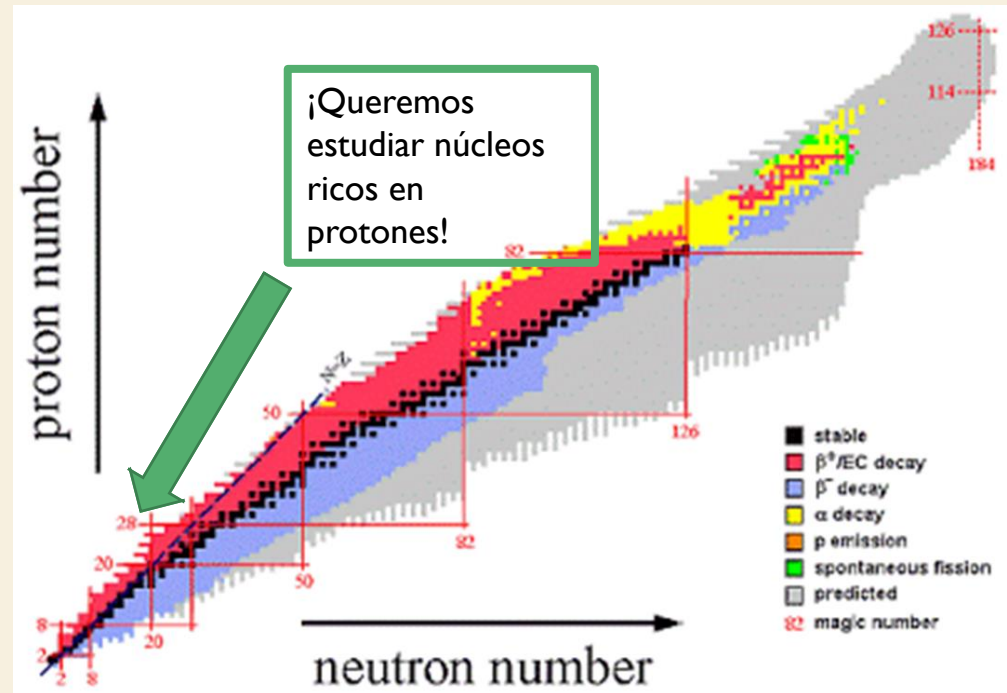 126
114
184
¡Queremos
estudiar núcleos
ricos en
protones!
proton number
82
N=Z
50
126
28
82
20
50
8
20
2
2
8
neutron number
stable
β⁺/EC decay
β⁻ decay
α decay
p emission
spontaneous fission
predicted
82 magic number